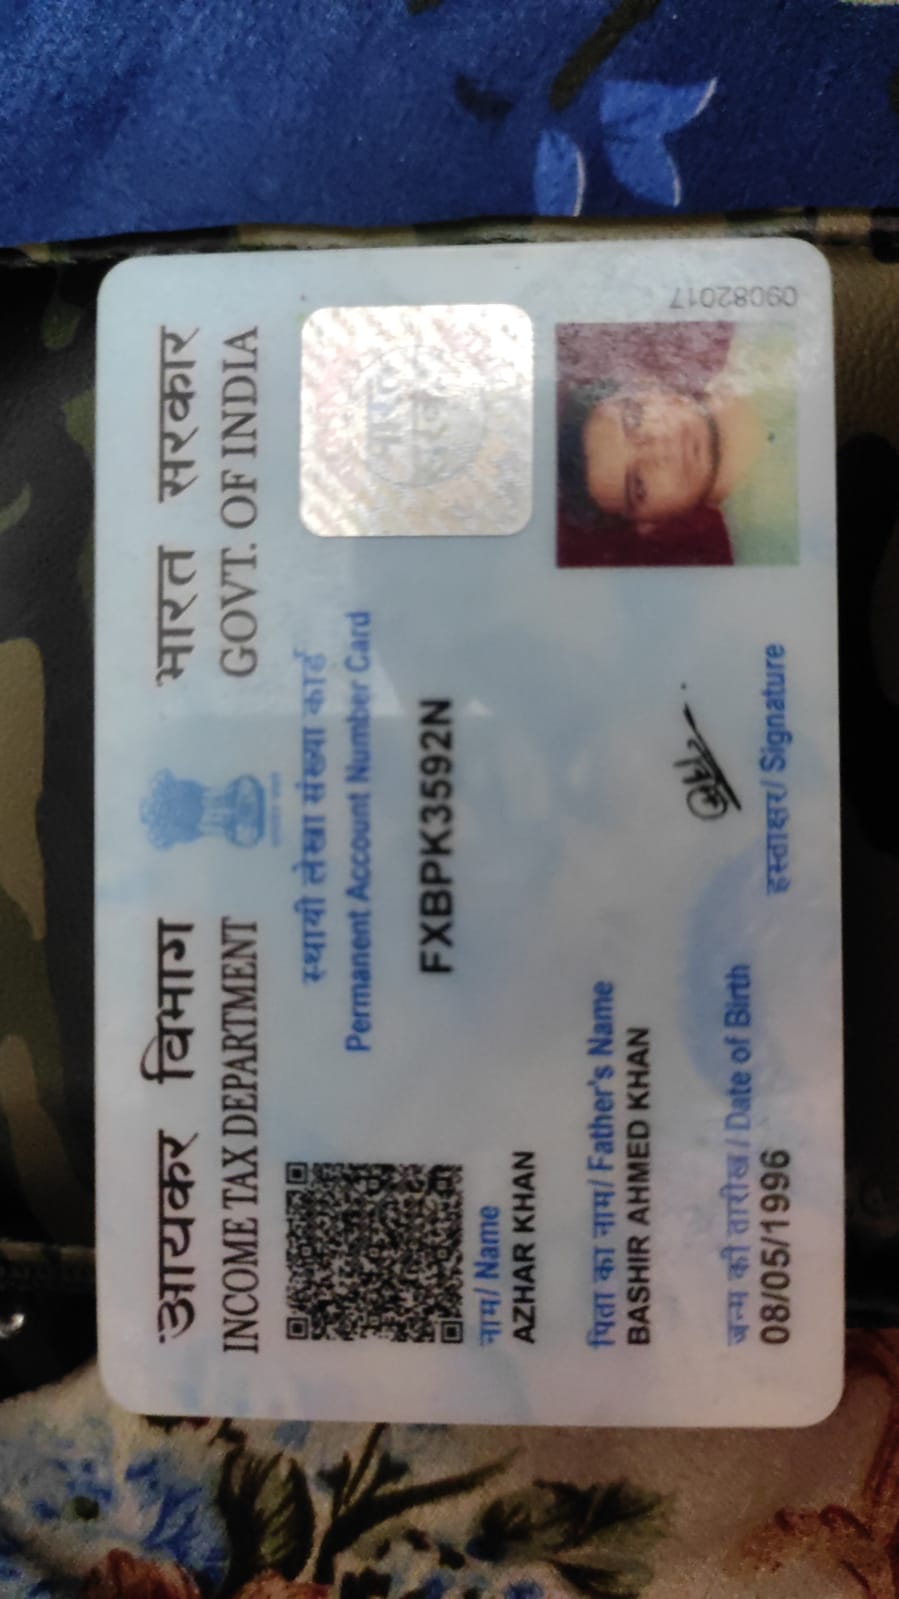 आयकर विभाग
INCOME TAX DEPARTMENT
भारत सरकार
GOVT. OF INDIA
स्थायी लेखा संख्या कार्ड
Permanent Account Number Card
FXBPK3592N
नाम/ Name
AZHAR KHAN
पिता का नाम/ Father's Name
BASHIR AHMED KHAN
जन्म की तारीख / Date of Birth
08/05/1996
हस्ताक्षर/ Signature
09082017